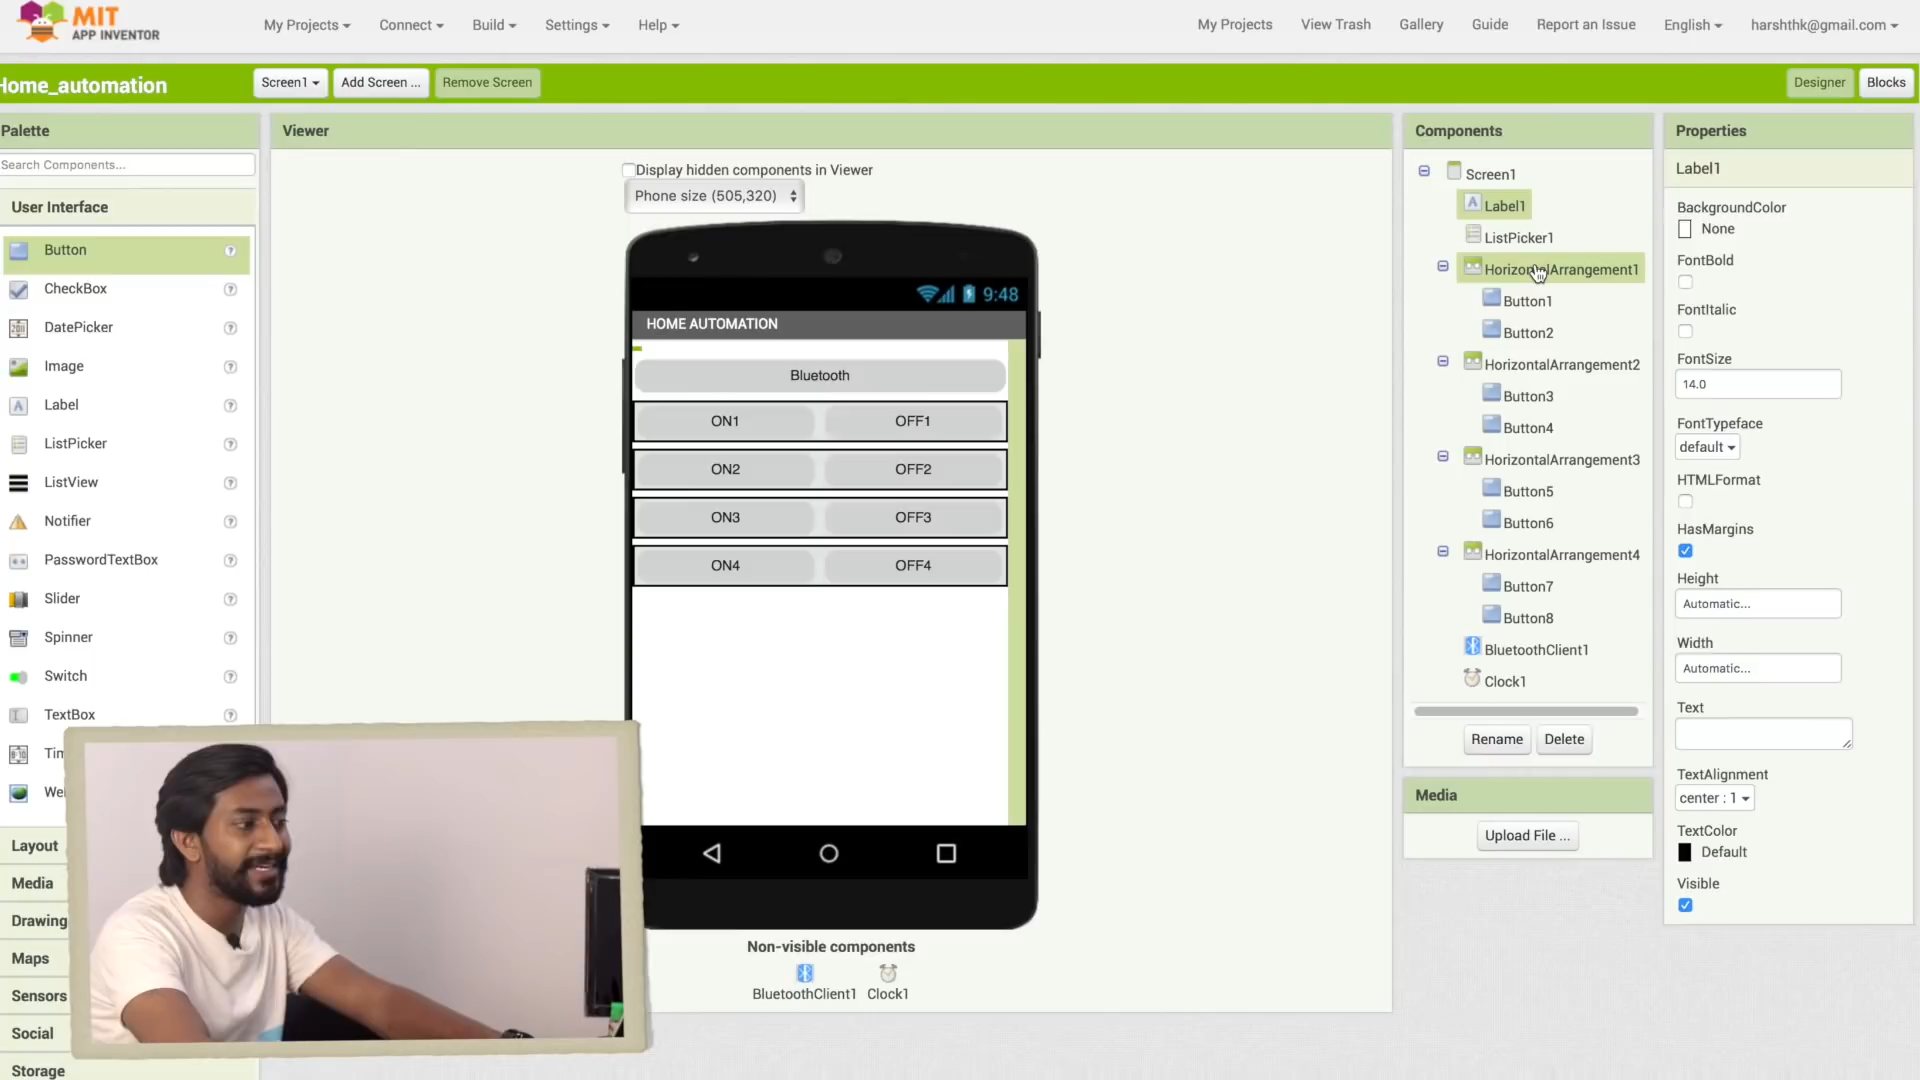 MIT
APP INVENTOR
My Projects
Connect
Build
Settings
Help
My Projects
View Trash
Gallery
Guide
Report an Issue
English
harshthk@gmail.com
Home_automation
Screen1
Add Screen ...
Remove Screen
Designer
Blocks
Palette
Search Components...
User Interface
Button
CheckBox
DatePicker
Image
Label
ListPicker
ListView
Notifier
PasswordTextBox
Slider
Spinner
Switch
TextBox
Layout
Media
Drawing
Maps
Sensors
Social
Storage
Viewer
Display hidden components in Viewer
Phone size (505,320)
9:48
HOME AUTOMATION
Bluetooth
ON1 OFF1
ON2 OFF2
ON3 OFF3
ON4 OFF4
Non-visible components
BluetoothClient1 Clock1
Components
Screen1
Label1
ListPicker1
HorizontalArrangement1
Button1
Button2
HorizontalArrangement2
Button3
Button4
HorizontalArrangement3
Button5
Button6
HorizontalArrangement4
Button7
Button8
BluetoothClient1
Clock1
Rename Delete
Media
Upload File ...
Properties
Label1
BackgroundColor
None
FontBold
FontItalic
FontSize
14.0
FontTypeface
default
HTMLFormat
HasMargins
Height
Automatic...
Width
Automatic...
Text
TextAlignment
center : 1
TextColor
Default
Visible